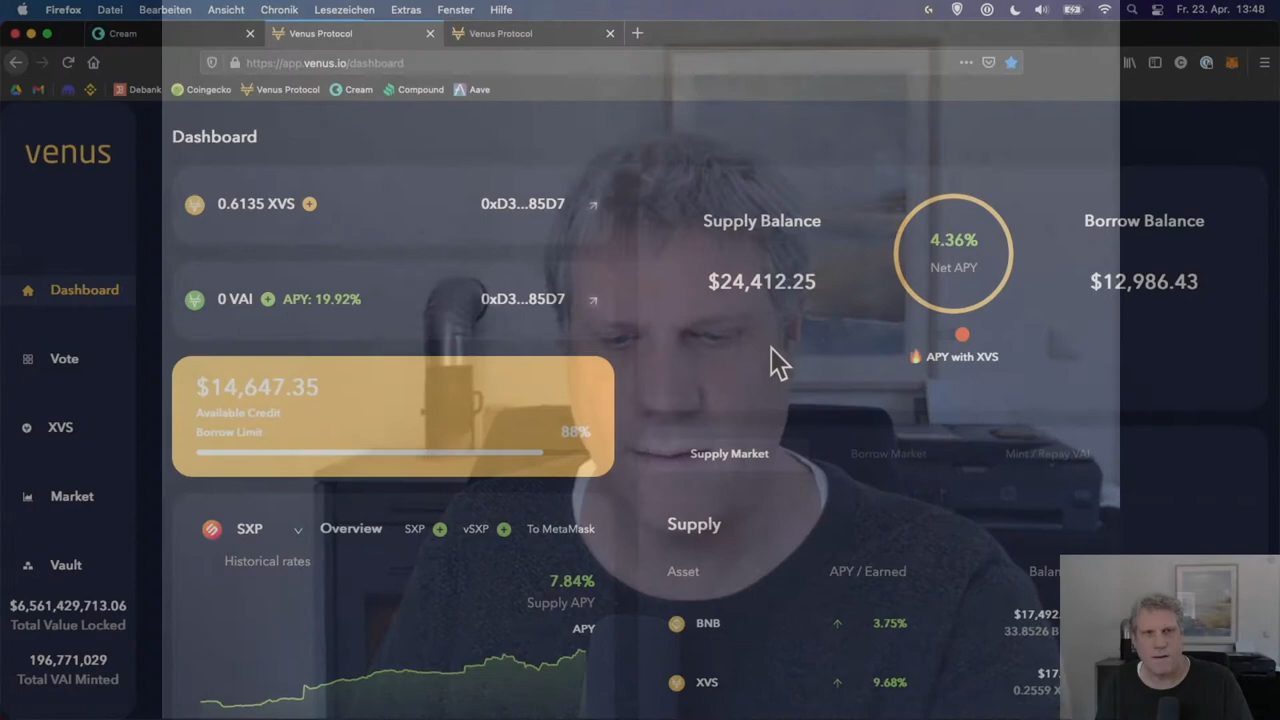 Firefox Datei Bearbeiten Ansicht Chronik Lesezeichen Extras Fenster Hilfe Fr. 23. Apr. 13:48
Cream Venus Protocol Venus Protocol
https://app.venus.io/dashboard
Debank Coingecko Venus Protocol Cream Compound Aave
venus
Dashboard
Vote
XVS
Market
Vault
$6,561,429,713.06
Total Value Locked
196,771,029
Total VAI Minted
Dashboard
0.6135 XVS 0xD3...85D7
0 VAI APY: 19.92% 0xD3...85D7
$14,647.35
Available Credit
Borrow Limit 88%
SXP Overview SXP vSXP To MetaMask
Historical rates
7.84%
Supply APY
APY
Supply Balance
$24,412.25
4.36%
Net APY
APY with XVS
Borrow Balance
$12,986.43
Supply Market Borrow Market Mint / Repay VAI
Supply
Asset APY / Earned Balan
BNB 3.75% $17,492.
33.8526 B
XVS 9.68% $17.
0.2559 X